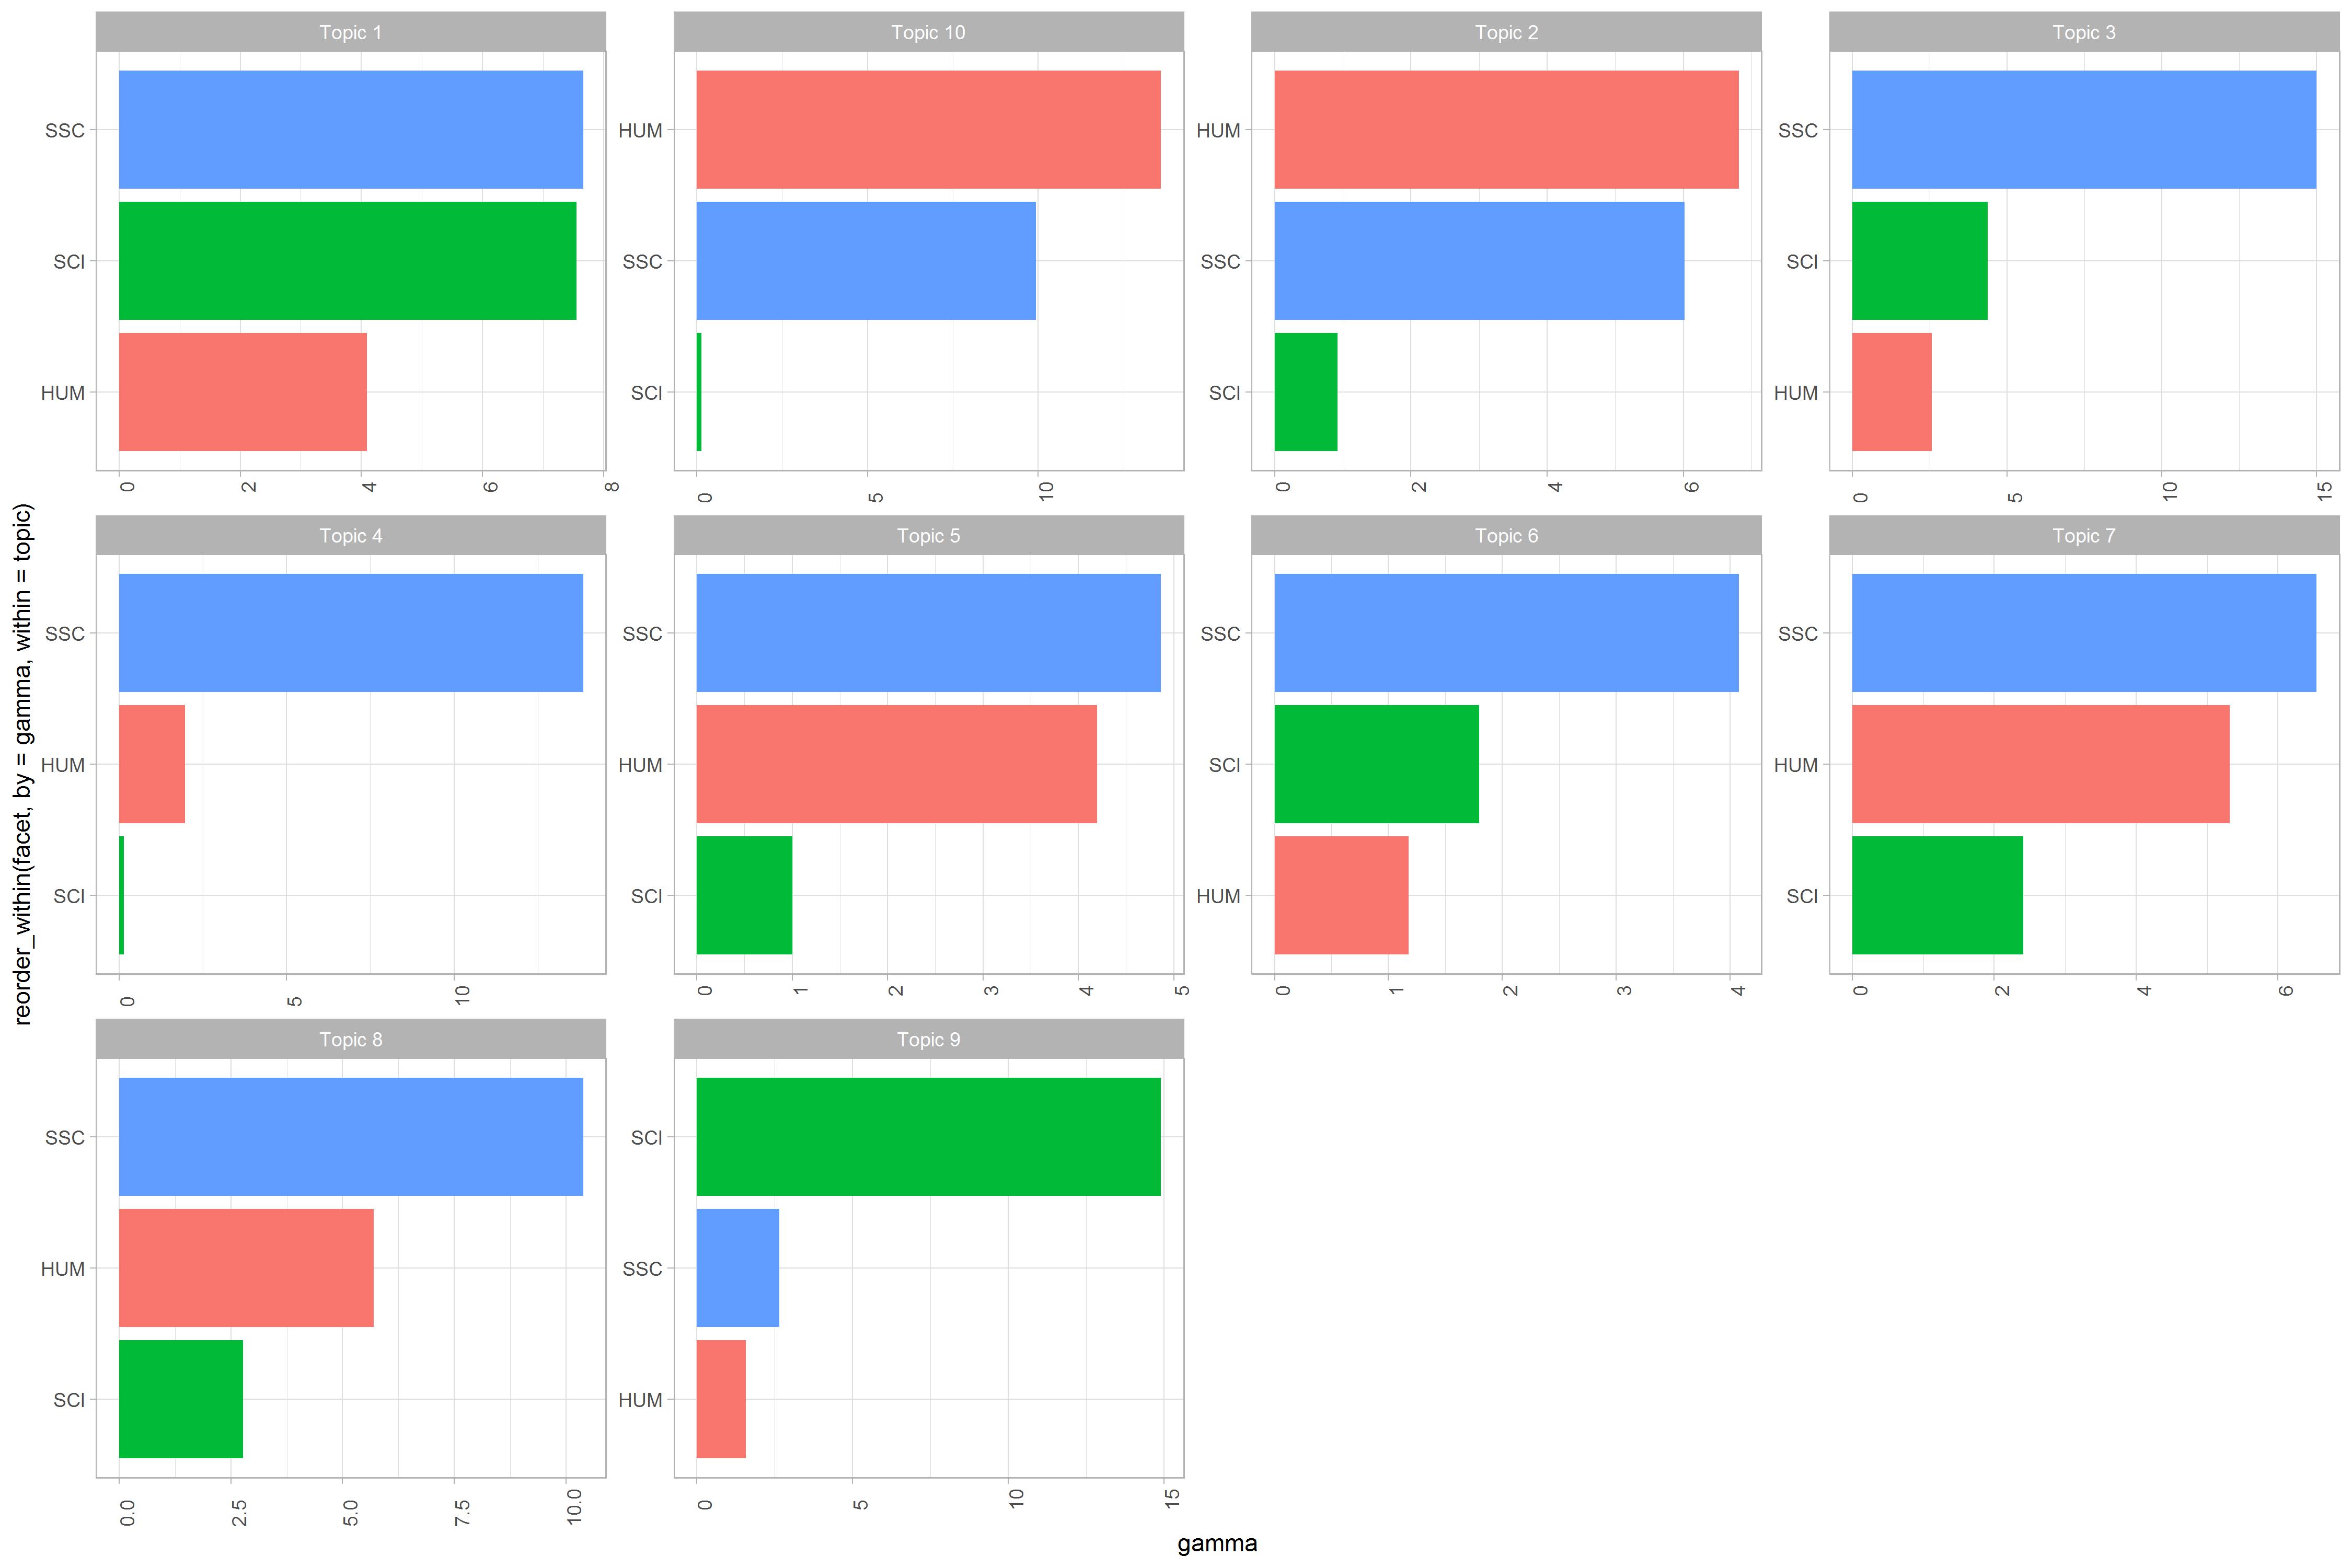 Topic 1
Topic 10
Topic 2
Topic 3
SSC
SCI
HUM
0 2 4 6 8
HUM
SSC
SCI
0 5 10
HUM
SSC
SCI
0 2 4 6
SSC
SCI
HUM
0 5 10 15
reorder_within(facet, by = gamma, within = topic)
Topic 4
Topic 5
Topic 6
Topic 7
SSC
HUM
SCI
0 5 10
SSC
HUM
SCI
0 1 2 3 4 5
SSC
SCI
HUM
0 1 2 3 4
SSC
HUM
SCI
0 2 4 6
Topic 8
Topic 9
SSC
HUM
SCI
0.0 2.5 5.0 7.5 10.0
SCI
SSC
HUM
0 5 10 15
gamma